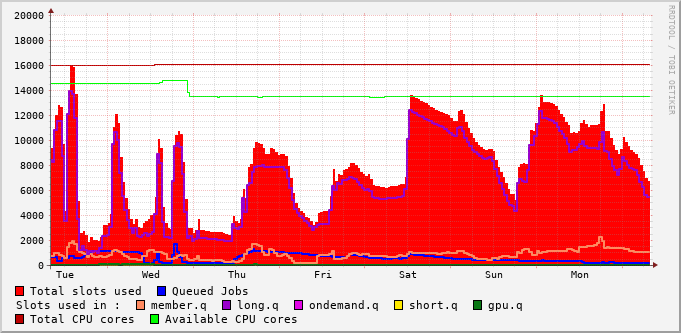 RRDTOOL / TOBI OETIKER
20000
18000
16000
14000
12000
10000
8000
6000
4000
2000
0
Tue Wed Thu Fri Sat Sun Mon
Total slots used Queued Jobs
Slots used in : member.q long.q ondemand.q short.q gpu.q
Total CPU cores Available CPU cores